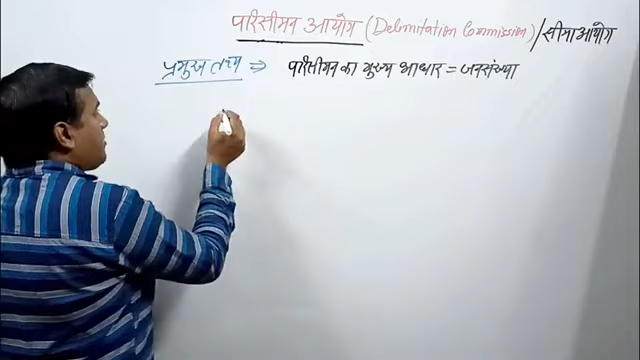 परिसीमन आयोग (Delimitation Commission) / सीमा आयोग
प्रमुख तथ्य ⇒ परिसीमन का मुख्य आधार = जनसंख्या